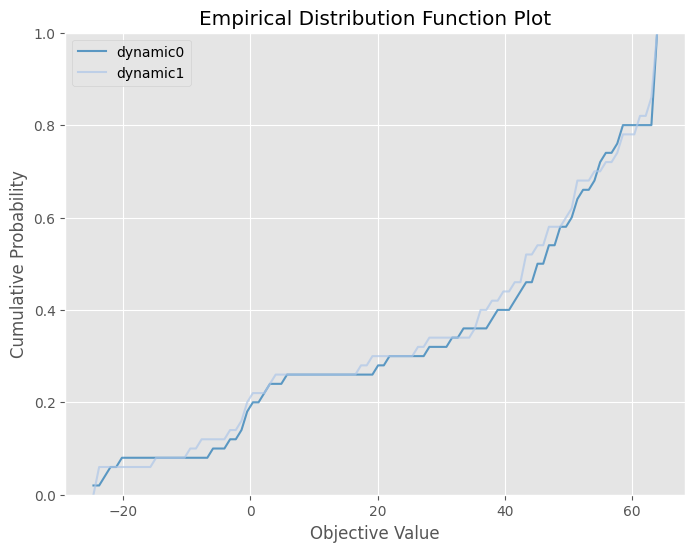 Empirical Distribution Function Plot
dynamic0
dynamic1
Cumulative Probability
1.0
0.8
0.6
0.4
0.2
0.0
−20
0
20
40
60
Objective Value